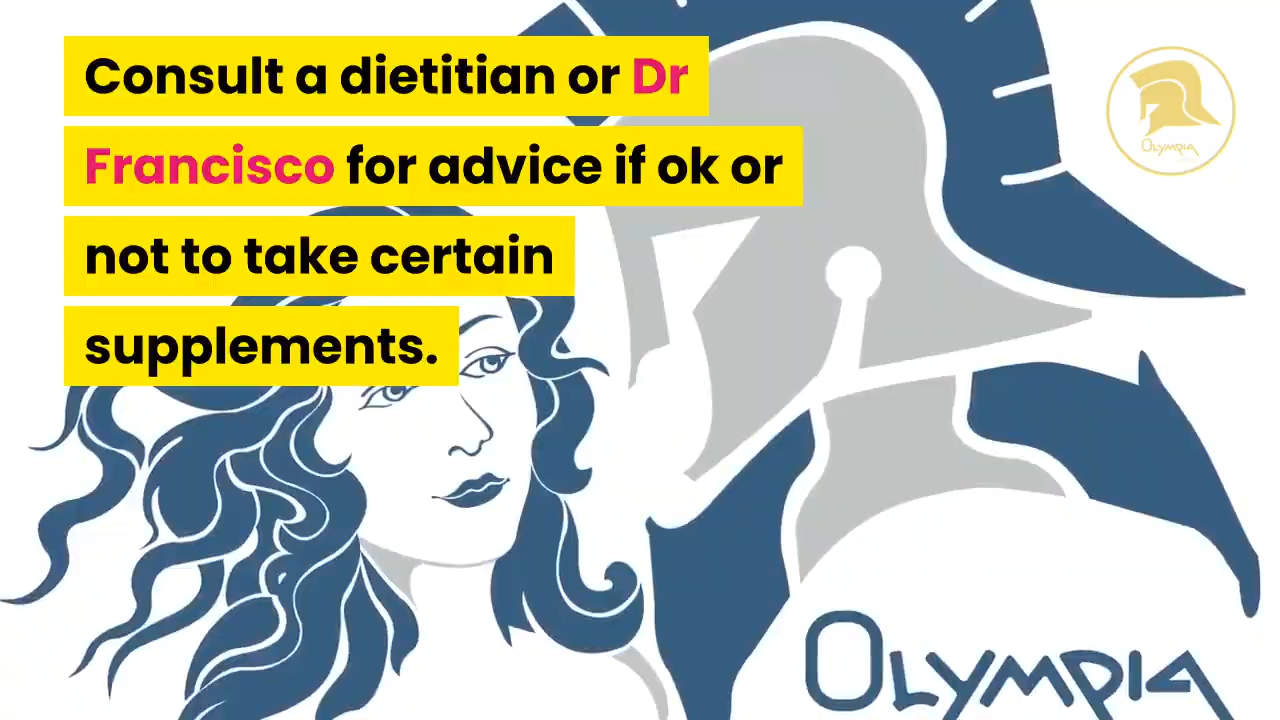 Consult a dietitian or Dr
Francisco for advice if ok or
not to take certain
supplements.
OLYMPIA
OLYMPIA